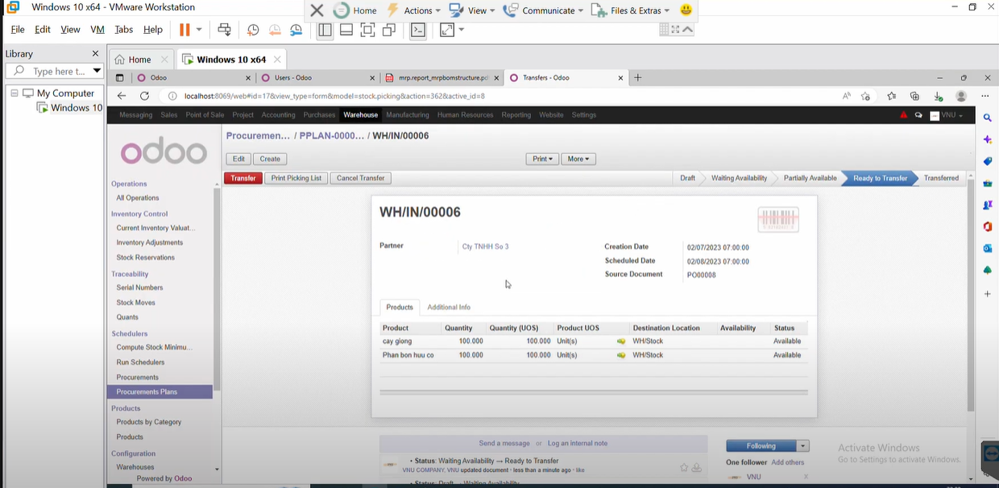 Windows 10 x64 - VMware Workstation
Home Actions View Communicate Files & Extras
File Edit View VM Tabs Help
Library
Type here t...
My Computer
Windows 10
Home Windows 10 x64
Odoo Users - Odoo mrp.report_mrpbomstructure.pd Transfers - Odoo
localhost:8069/web#id=17&view_type=form&model=stock.picking&action=362&active_id=8
Messaging Sales Point of Sale Project Accounting Purchases Warehouse Manufacturing Human Resources Reporting Website Settings VNU
odoo
Operations
All Operations
Inventory Control
Current Inventory Valuat...
Inventory Adjustments
Stock Reservations
Traceability
Serial Numbers
Stock Moves
Quants
Schedulers
Compute Stock Minimu...
Run Schedulers
Procurements
Procurements Plans
Products
Products by Category
Products
Configuration
Warehouses
Powered by Odoo
Procuremen... / PPLAN-0000... / WH/IN/00006
Edit Create Print More
Transfer Print Picking List Cancel Transfer Draft Waiting Availability Partially Available Ready to Transfer Transferred
WH/IN/00006
Partner Cty TNHH So 3
Creation Date 02/07/2023 07:00:00
Scheduled Date 02/08/2023 07:00:00
Source Document PO00008
Products Additional Info
Product Quantity Quantity (UOS) Product UOS Destination Location Availability Status
cay giong 100.000 100.000 Unit(s) WH/Stock Available
Phan bon huu co 100.000 100.000 Unit(s) WH/Stock Available
Send a message or Log an internal note
• Status: Waiting Availability → Ready to Transfer
VNU COMPANY, VNU updated document • less than a minute ago • like
• Status: Draft → Waiting Availability
Following
One follower Add others
VNU
Activate Windows
Go to Settings to activate Windows.